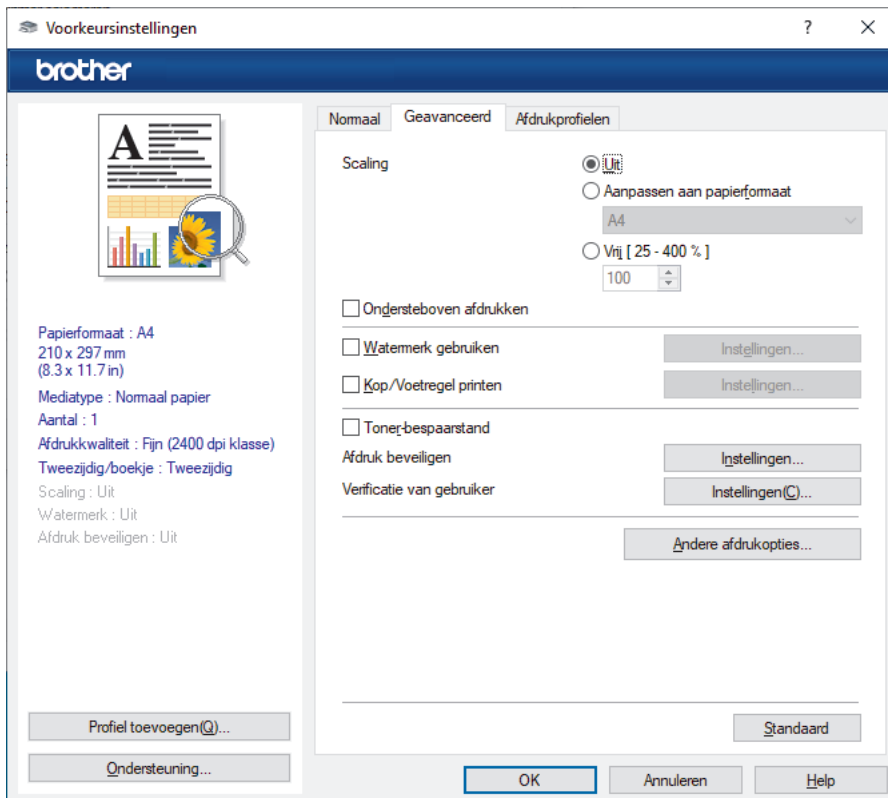 Voorkeursinstellingen
?
brother
A
Papierformaat : A4
210 x 297 mm
(8.3 x 11.7 in)
Mediatype : Normaal papier
Aantal : 1
Afdrukkwaliteit : Fijn (2400 dpi klasse)
Tweezijdig/boekje : Tweezijdig
Scaling : Uit
Watermerk : Uit
Afdruk beveiligen : Uit
Profiel toevoegen(Q)...
Ondersteuning...
Normaal Geavanceerd Afdrukprofielen
Scaling Uit
Aanpassen aan papierformaat
A4
Vrij [ 25 - 400 % ]
100
Ondersteboven afdrukken
Watermerk gebruiken Instellingen...
Kop/Voetregel printen Instellingen...
Toner-bespaarstand
Afdruk beveiligen Instellingen...
Verificatie van gebruiker Instellingen(C)...
Andere afdrukopties...
Standaard
OK Annuleren Help